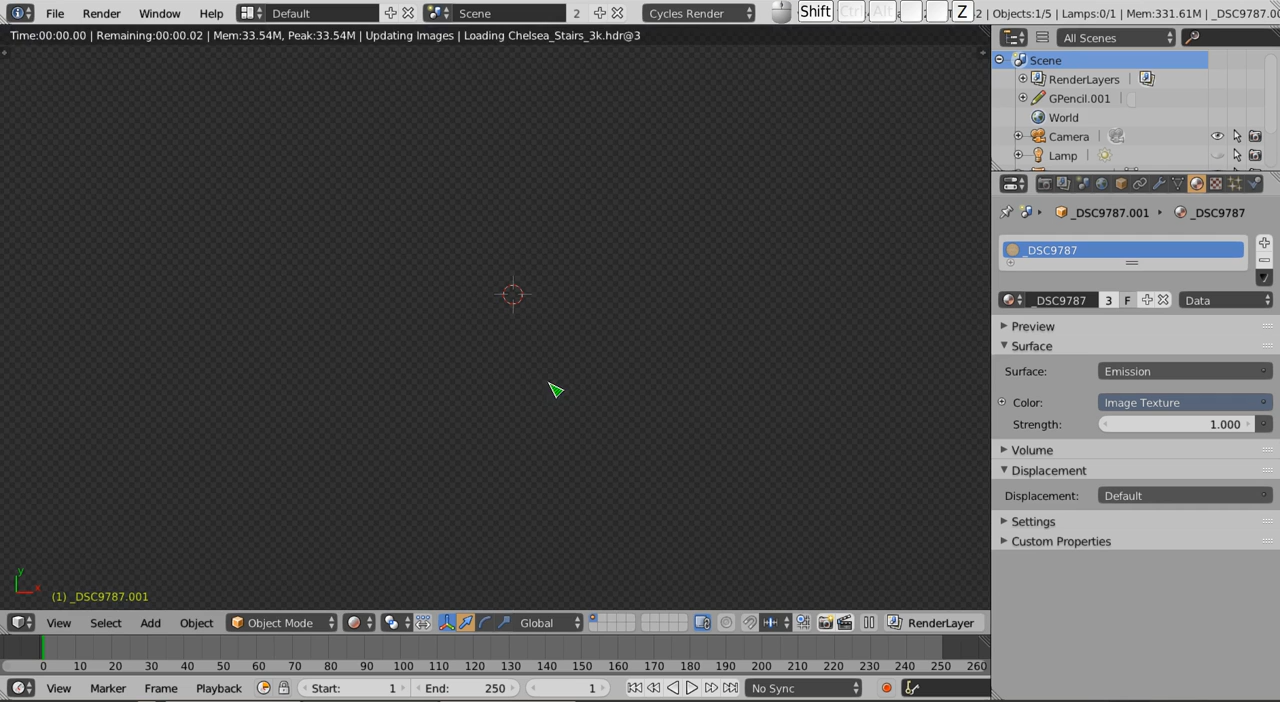 File Render Window Help Default Scene 2 Cycles Render Shift Ctrl Alt Z 2 | Objects:1/5 | Lamps:0/1 | Mem:331.61M | _DSC9787.00
Time:00:00.00 | Remaining:00:00.02 | Mem:33.54M, Peak:33.54M | Updating Images | Loading Chelsea_Stairs_3k.hdr@3
All Scenes
Scene
RenderLayers |
GPencil.001 |
World
Camera |
Lamp |
_DSC9787.001 _DSC9787
_DSC9787
_DSC9787 3 F Data
Preview
Surface
Surface: Emission
Color: Image Texture
Strength: 1.000
Volume
Displacement
Displacement: Default
Settings
Custom Properties
y
x
(1) _DSC9787.001
View Select Add Object Object Mode Global RenderLayer
0 10 20 30 40 50 60 70 80 90 100 110 120 130 140 150 160 170 180 190 200 210 220 230 240 250 260
View Marker Frame Playback Start: 1 End: 250 1 No Sync